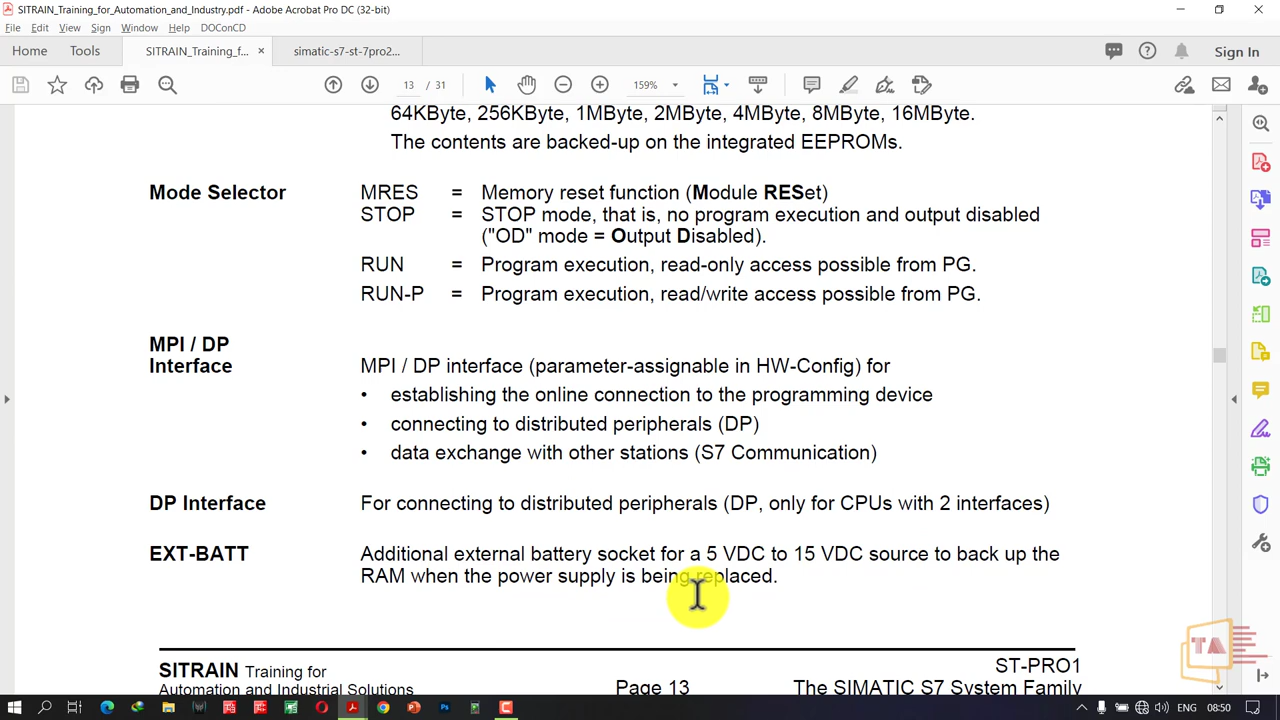 SITRAIN_Training_for_Automation_and_Industry.pdf - Adobe Acrobat Pro DC (32-bit)
File Edit View Sign Window Help DOConCD
Home Tools SITRAIN_Training_f... × simatic-s7-st-7pro2... Sign In
13 / 31 159%
64KByte, 256KByte, 1MByte, 2MByte, 4MByte, 8MByte, 16MByte.
The contents are backed-up on the integrated EEPROMs.
Mode Selector MRES = Memory reset function (Module RESet)
STOP = STOP mode, that is, no program execution and output disabled
("OD" mode = Output Disabled).
RUN = Program execution, read-only access possible from PG.
RUN-P = Program execution, read/write access possible from PG.
MPI / DP
Interface MPI / DP interface (parameter-assignable in HW-Config) for
• establishing the online connection to the programming device
• connecting to distributed peripherals (DP)
• data exchange with other stations (S7 Communication)
DP Interface For connecting to distributed peripherals (DP, only for CPUs with 2 interfaces)
EXT-BATT Additional external battery socket for a 5 VDC to 15 VDC source to back up the
RAM when the power supply is being replaced.
SITRAIN Training for ST-PRO1
Automation and Industrial Solutions Page 13 The SIMATIC S7 System Family
TA
ENG 08:50